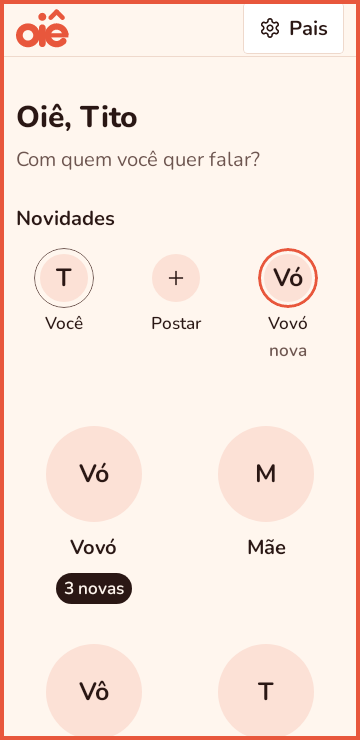 oiê
Pais
Oiê, Tito
Com quem você quer falar?
Novidades
T
Você
+
Postar
Vó
Vovó
nova
Vó
Vovó
3 novas
M
Mãe
Vô
T